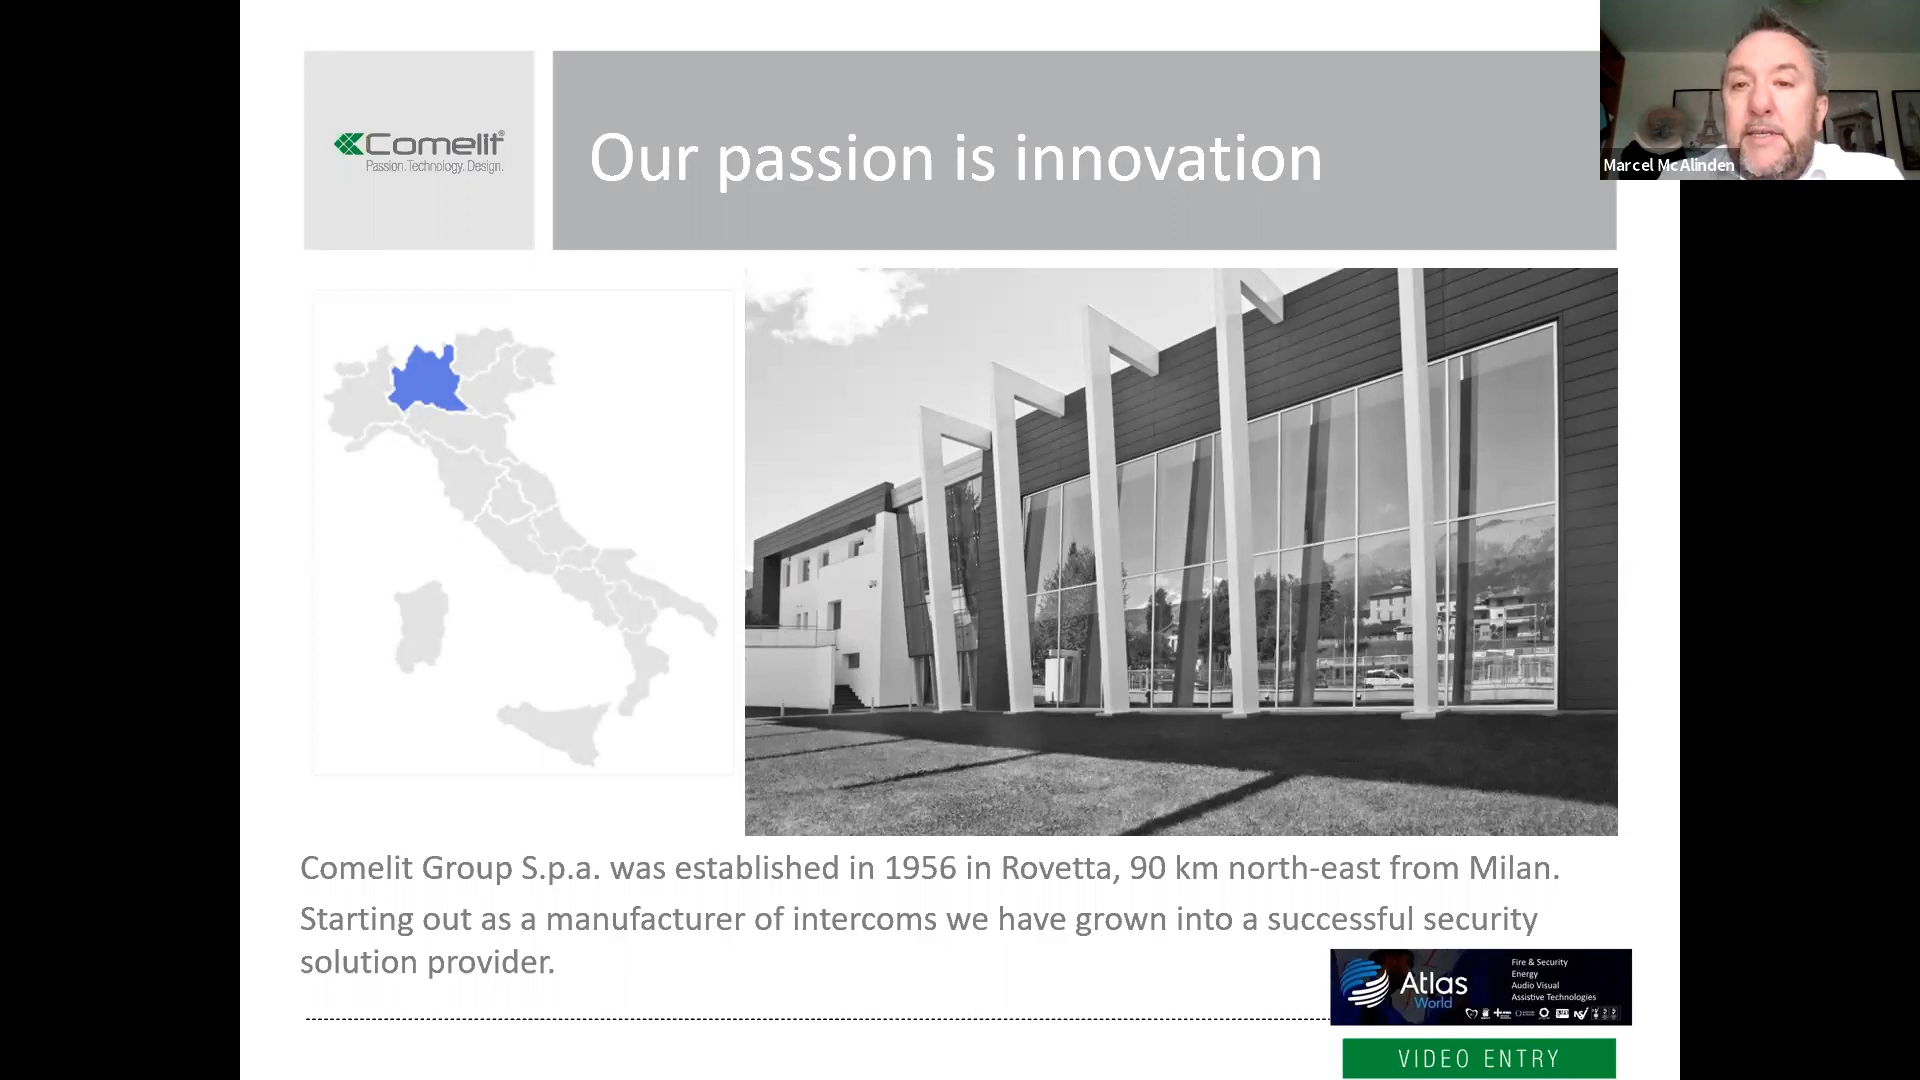 Comelit®
Passion.Technology.Design.
Our passion is innovation
Marcel McAlinden
Comelit Group S.p.a. was established in 1956 in Rovetta, 90 km north-east from Milan.
Starting out as a manufacturer of intercoms we have grown into a successful security
solution provider.
Atlas
World
Fire & Security
Energy
Audio Visual
Assistive Technologies
VIDEO ENTRY